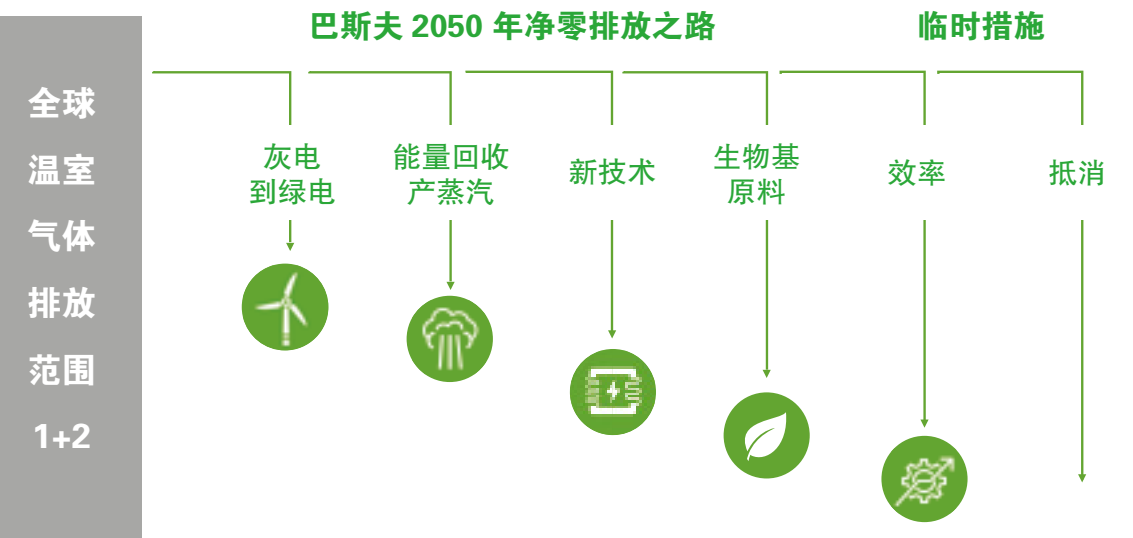 巴斯夫 2050 年净零排放之路
临时措施
全球
温室
气体
排放
范围
1+2
灰电
到绿电
能量回收
产蒸汽
新技术
生物基
原料
效率
抵消